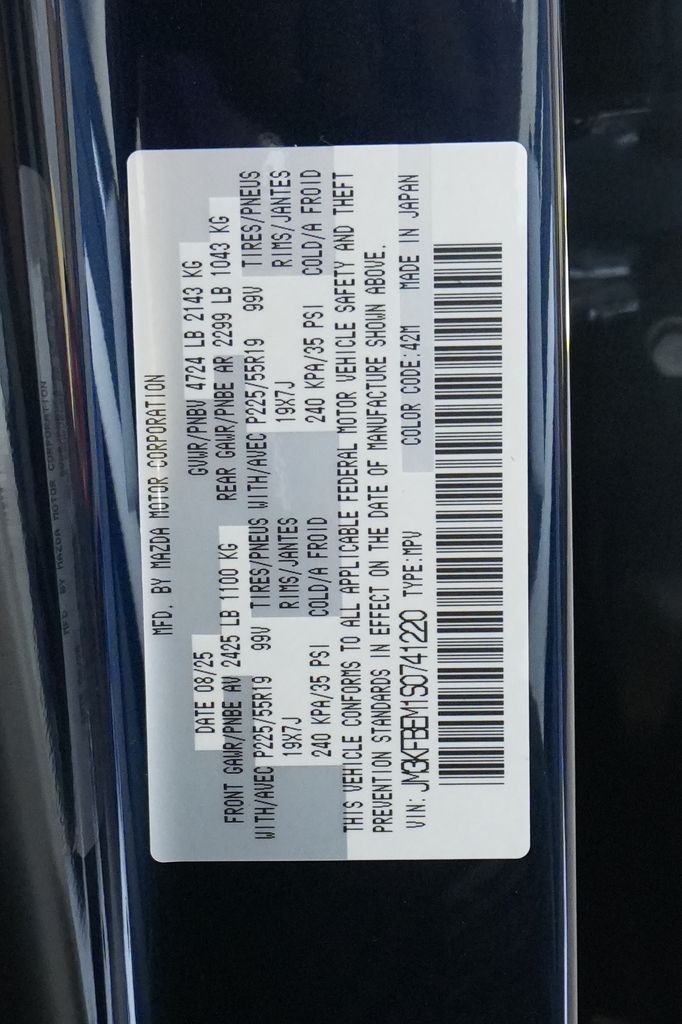 MFD. BY MAZDA MOTOR CORPORATION
DATE 08/25 GVWR/PNBV 4724 LB 2143 KG
FRONT GAWR/PNBE AV 2425 LB 1100 KG REAR GAWR/PNBE AR 2299 LB 1043 KG
WITH/AVEC P225/55R19 99V TIRES/PNEUS WITH/AVEC P225/55R19 99V TIRES/PNEUS
19X7J RIMS/JANTES 19X7J RIMS/JANTES
240 KPA/35 PSI COLD/A FROID 240 KPA/35 PSI COLD/A FROID
THIS VEHICLE CONFORMS TO ALL APPLICABLE FEDERAL MOTOR VEHICLE SAFETY AND THEFT
PREVENTION STANDARDS IN EFFECT ON THE DATE OF MANUFACTURE SHOWN ABOVE.
VIN: JM3KFBEM1S0741220 TYPE:MPV COLOR CODE:42M MADE IN JAPAN